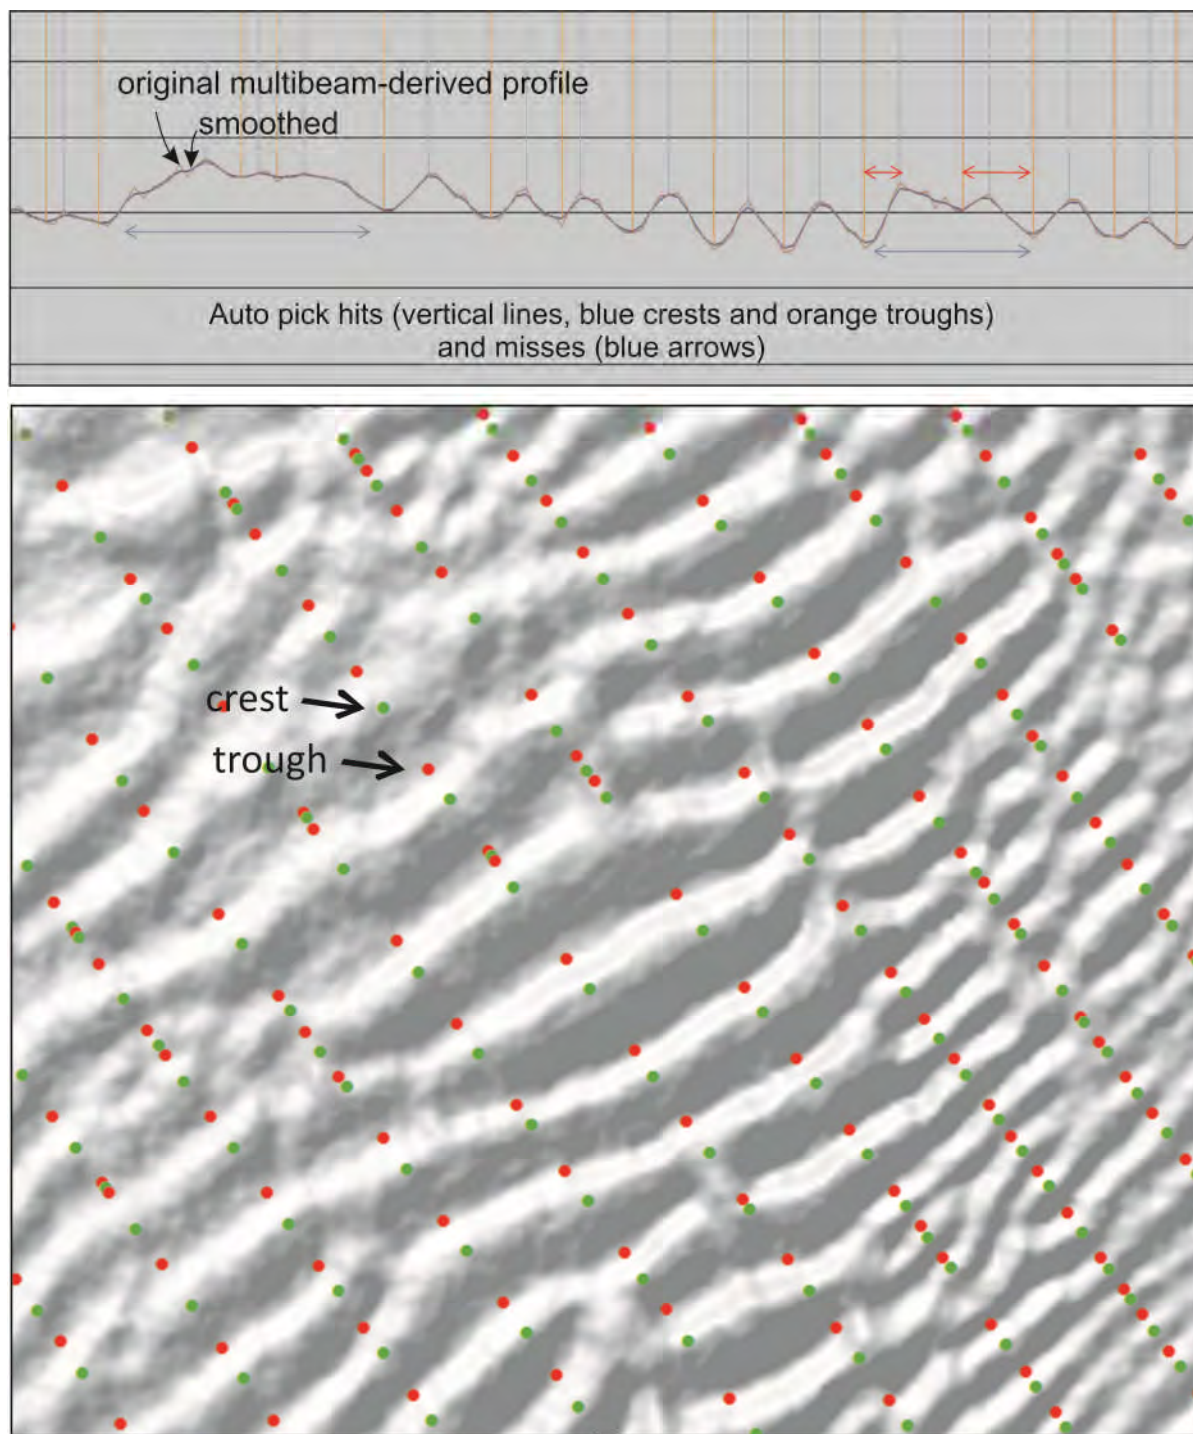 original multibeam-derived profile
smoothed
Auto pick hits (vertical lines, blue crests and orange troughs)
and misses (blue arrows)
crest
trough